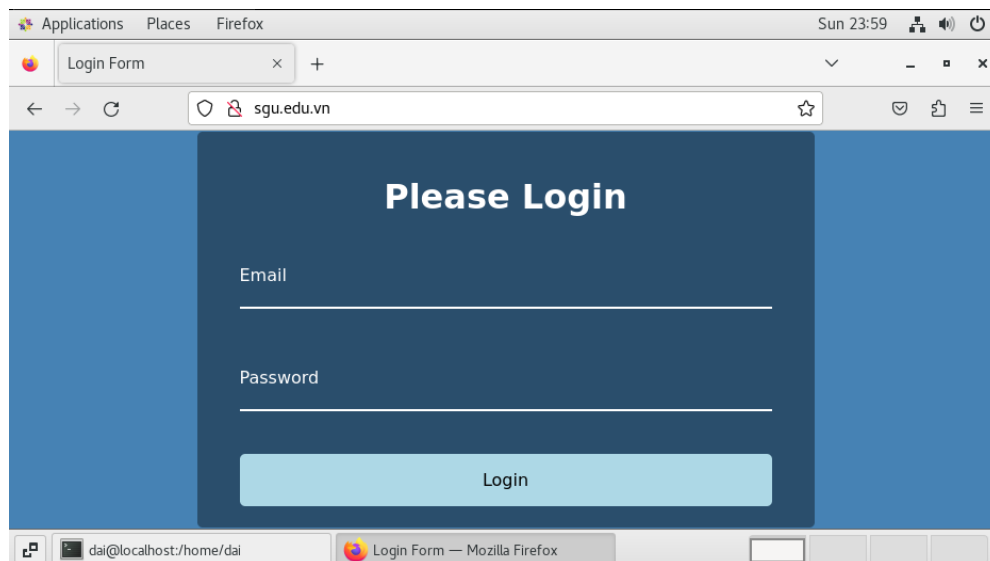 Applications Places Firefox Sun 23:59
Login Form
sgu.edu.vn
Please Login
Email
Password
Login
dai@localhost:/home/dai Login Form — Mozilla Firefox